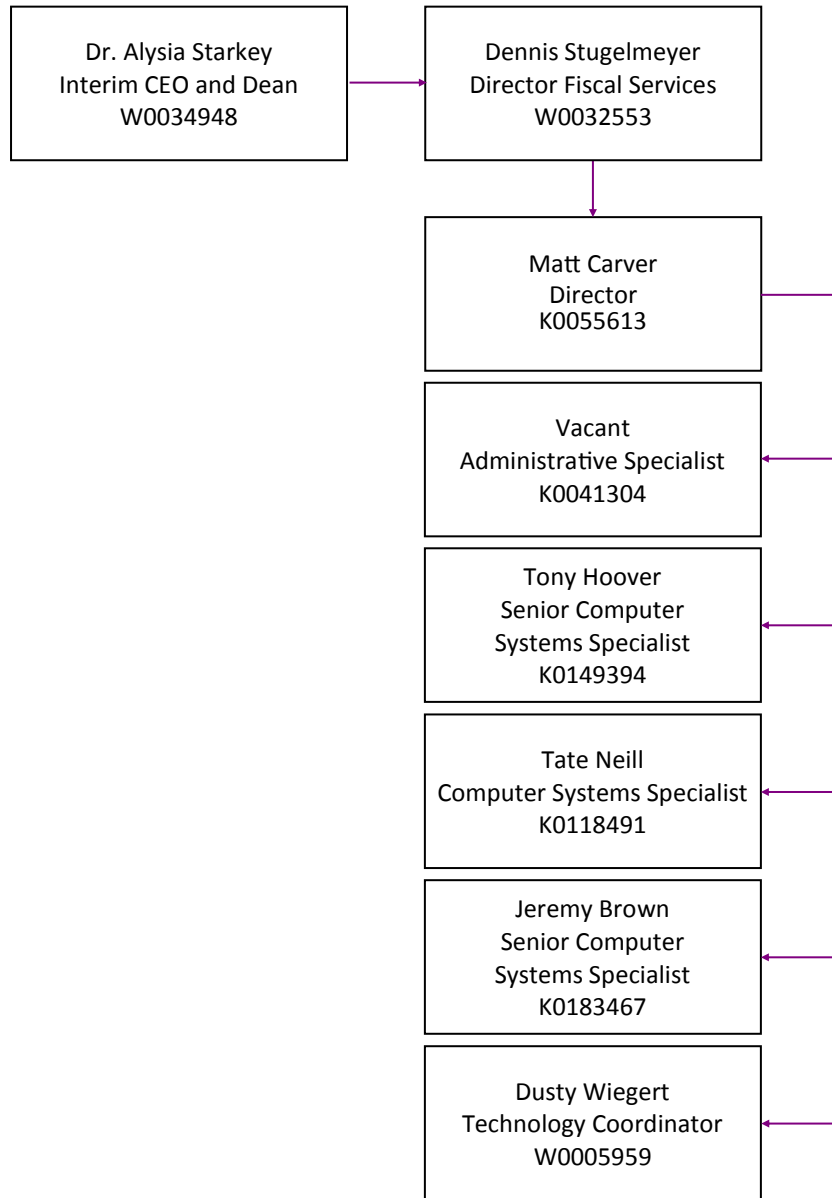 Dr. Alysia Starkey
Interim CEO and Dean
W0034948
Dennis Stugelmeyer
Director Fiscal Services
W0032553
Matt Carver
Director
K0055613
Vacant
Administrative Specialist
K0041304
Tony Hoover
Senior Computer
Systems Specialist
K0149394
Tate Neill
Computer Systems Specialist
K0118491
Jeremy Brown
Senior Computer
Systems Specialist
K0183467
Dusty Wiegert
Technology Coordinator
W0005959